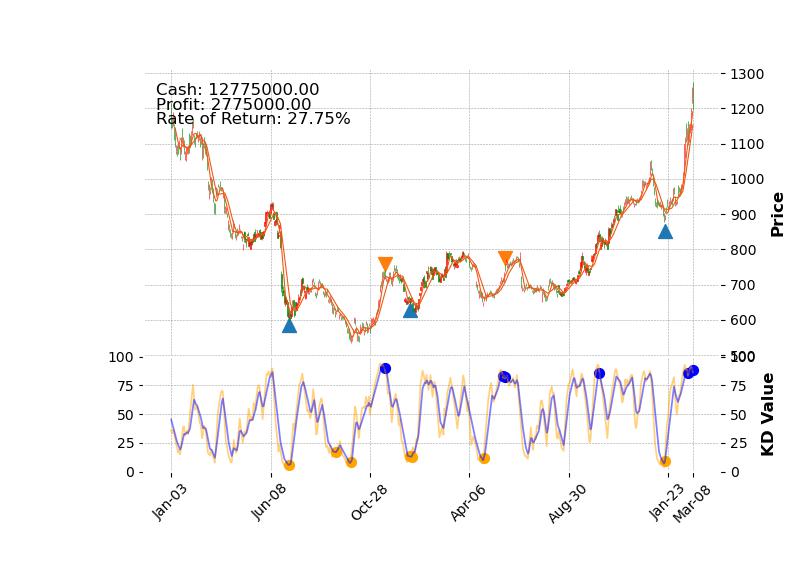 Cash: 12775000.00
Profit: 2775000.00
Rate of Return: 27.75%
1300
1200
1100
1000
900
800
700
600
500
Price
100
75
50
25
0
100
75
50
25
0
KD Value
Jan-03
Jun-08
Oct-28
Apr-06
Aug-30
Jan-23
Mar-08